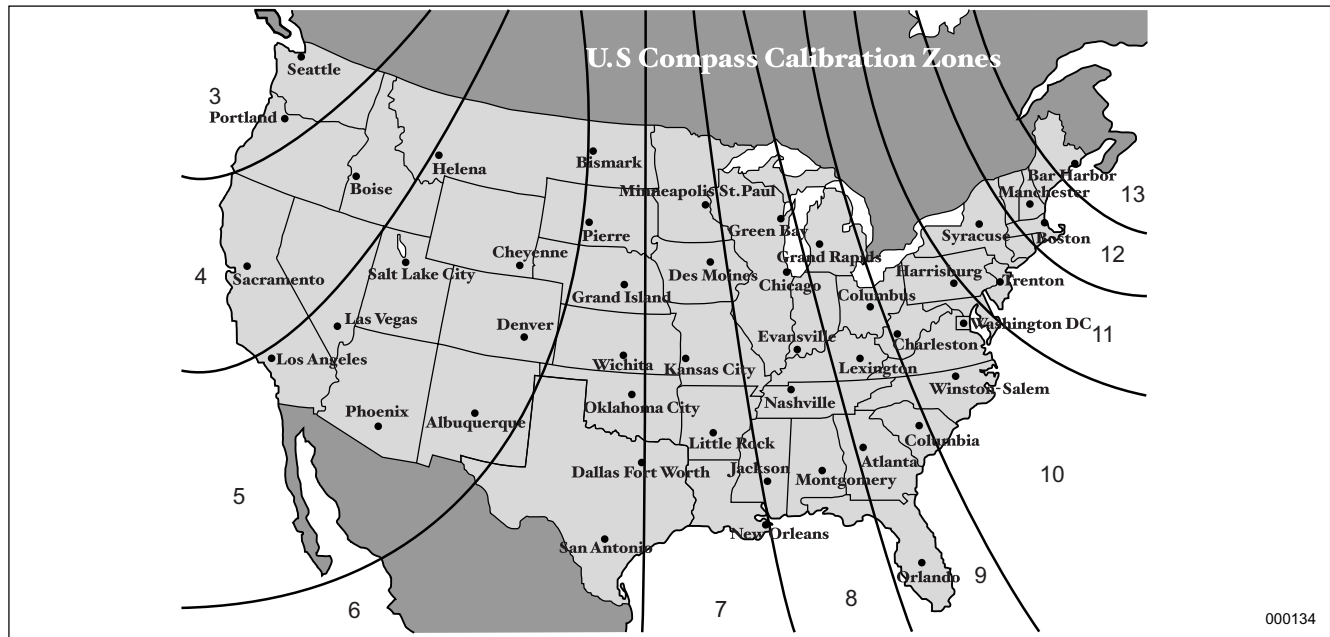 U.S Compass Calibration Zones
Seattle
3
Portland
Helena
Bismark
Boise
Minneapolis St.Paul
Bar Harbor
Manchester
13
Pierre
Green Bay
Syracuse
Boston
12
Cheyenne
Grand Rapids
4
Sacramento
Salt Lake City
Des Moines
Harrisburg
Chicago
Trenton
Grand Island
Columbus
Las Vegas
Denver
Washington DC
11
Evansville
Charleston
Los Angeles
Wichita
Kansas City
Lexington
Winston-Salem
Nashville
Oklahoma City
Phoenix
Albuquerque
Little Rock
Columbia
Dallas Fort Worth
Jackson
Atlanta
Montgomery
10
5
New Orleans
San Antonio
Orlando
9
6
7
8
000134